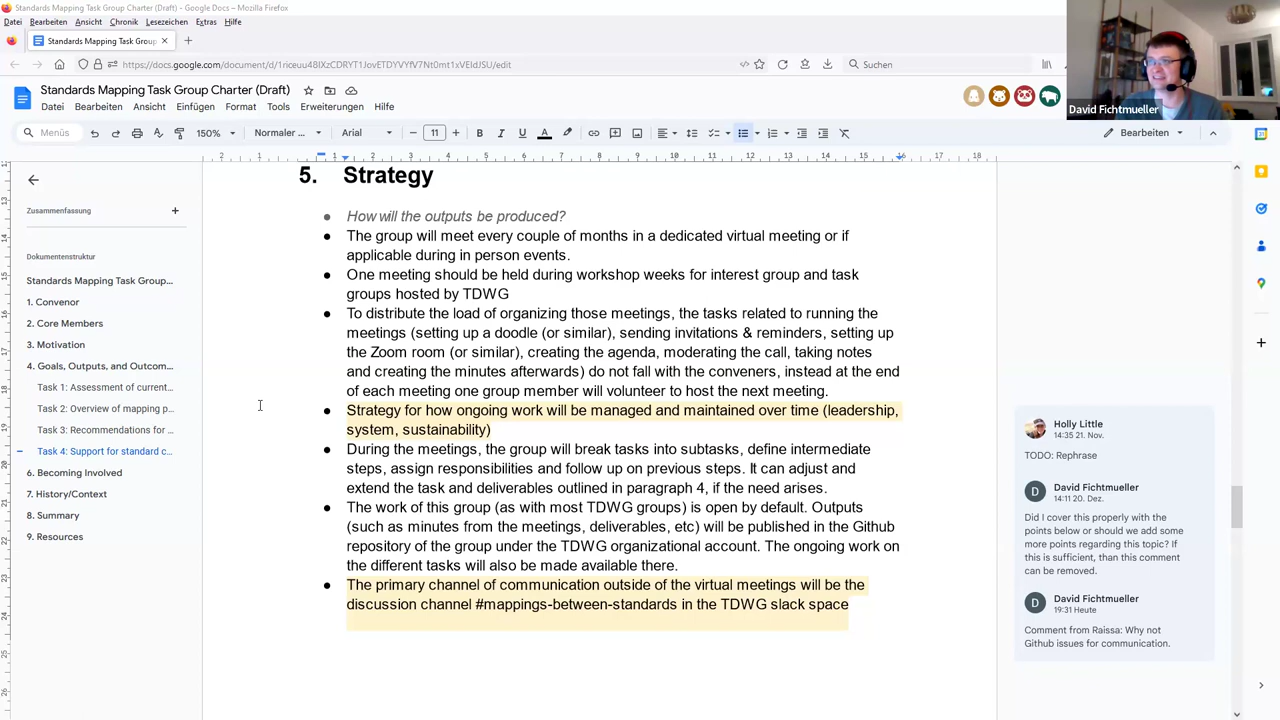 Standards Mapping Task Group Charter (Draft) - Google Docs – Mozilla Firefox
Datei Bearbeiten Ansicht Chronik Lesezeichen Extras Hilfe
Standards Mapping Task Group
Suchen
Standards Mapping Task Group Charter (Draft)
Datei Bearbeiten Ansicht Einfügen Format Tools Erweiterungen Hilfe
David Fichtmueller
Menüs 150% Normaler ... Arial 11 B I U A Bearbeiten
2 1 1 2 3 4 5 6 7 8 9 10 11 12 13 14 15 16 17 18
5. Strategy
Zusammenfassung
Dokumentenstruktur
Standards Mapping Task Group...
1. Convenor
2. Core Members
3. Motivation
4. Goals, Outputs, and Outcom...
Task 1: Assessment of current...
Task 2: Overview of mapping p...
Task 3: Recommendations for ...
Task 4: Support for standard c...
6. Becoming Involved
7. History/Context
8. Summary
9. Resources
How will the outputs be produced?
The group will meet every couple of months in a dedicated virtual meeting or if
applicable during in person events.
One meeting should be held during workshop weeks for interest group and task
groups hosted by TDWG
To distribute the load of organizing those meetings, the tasks related to running the
meetings (setting up a doodle (or similar), sending invitations & reminders, setting up
the Zoom room (or similar), creating the agenda, moderating the call, taking notes
and creating the minutes afterwards) do not fall with the conveners, instead at the end
of each meeting one group member will volunteer to host the next meeting.
Strategy for how ongoing work will be managed and maintained over time (leadership,
system, sustainability)
During the meetings, the group will break tasks into subtasks, define intermediate
steps, assign responsibilities and follow up on previous steps. It can adjust and
extend the task and deliverables outlined in paragraph 4, if the need arises.
The work of this group (as with most TDWG groups) is open by default. Outputs
(such as minutes from the meetings, deliverables, etc) will be published in the Github
repository of the group under the TDWG organizational account. The ongoing work on
the different tasks will also be made available there.
The primary channel of communication outside of the virtual meetings will be the
discussion channel #mappings-between-standards in the TDWG slack space
Holly Little
14:35 21. Nov.
TODO: Rephrase
D David Fichtmueller
14:11 20. Dez.
Did I cover this properly with the
points below or should we add some
more points regarding this topic? If
this is sufficient, than this comment
can be removed.
D David Fichtmueller
19:31 Heute
Comment from Raissa: Why not
Github issues for communication.